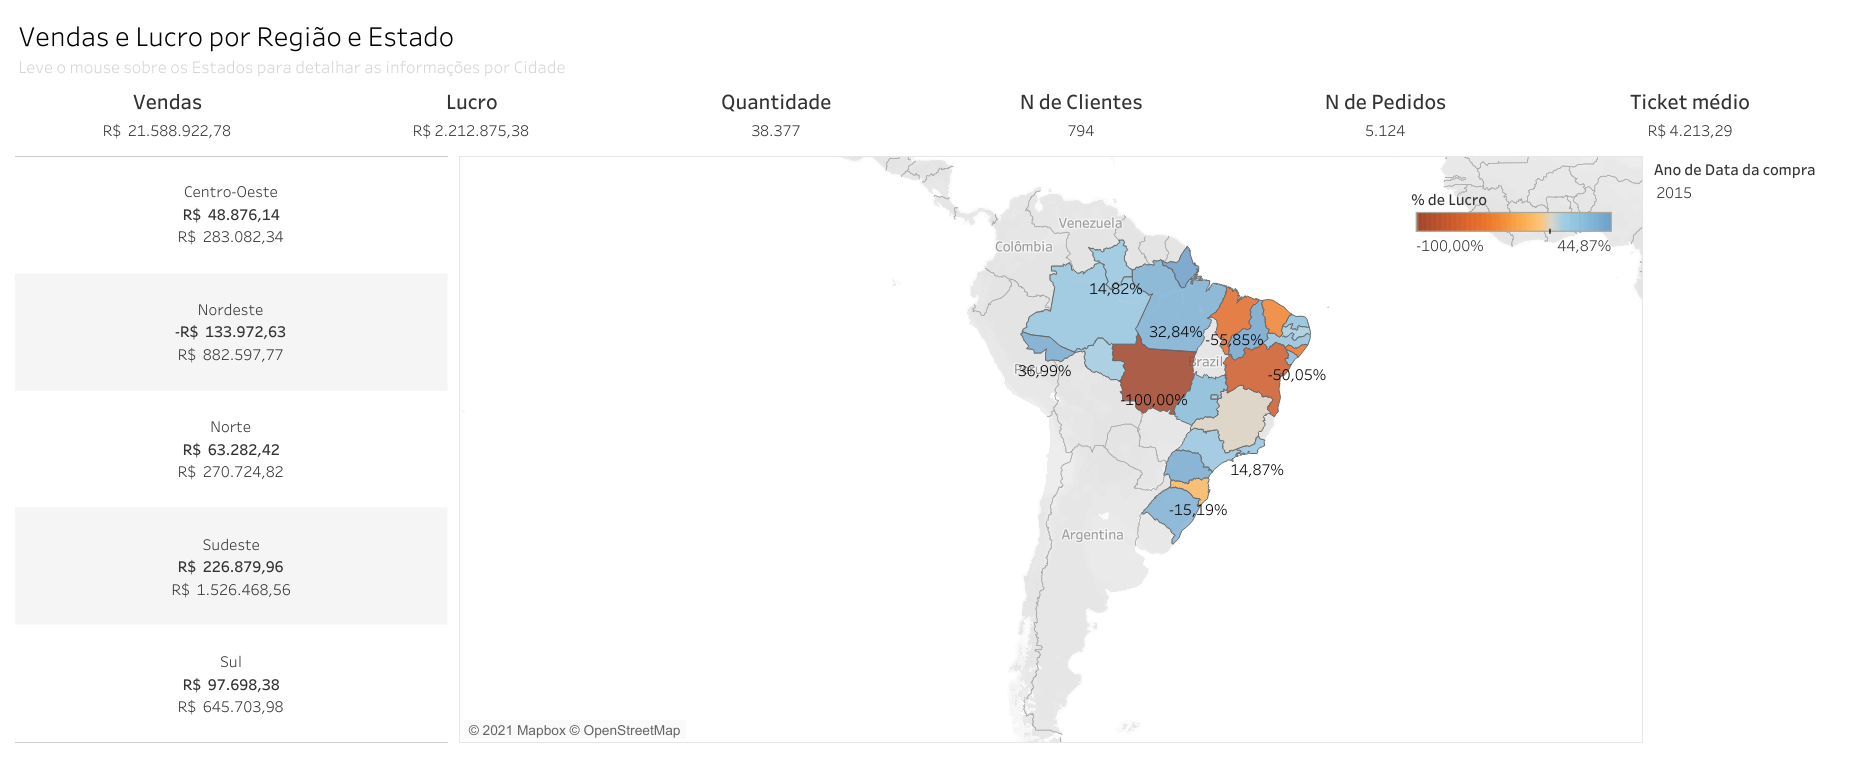 Vendas e Lucro por Região e Estado
Leve o mouse sobre os Estados para detalhar as informações por Cidade
Vendas
R$ 21.588.922,78
Lucro
R$ 2.212.875,38
Quantidade
38.377
N de Clientes
794
N de Pedidos
5.124
Ticket médio
R$ 4.213,29
Centro-Oeste
R$ 48.876,14
R$ 283.082,34
Nordeste
-R$ 133.972,63
R$ 882.597,77
Norte
R$ 63.282,42
R$ 270.724,82
Sudeste
R$ 226.879,96
R$ 1.526.468,56
Sul
R$ 97.698,38
R$ 645.703,98
Venezuela
Colômbia
14,82%
32,84%
-55,85%
Brazil
36,99%
-50,05%
-100,00%
14,87%
-15,19%
Argentina
© 2021 Mapbox © OpenStreetMap
% de Lucro
-100,00%
44,87%
Ano de Data da compra
2015